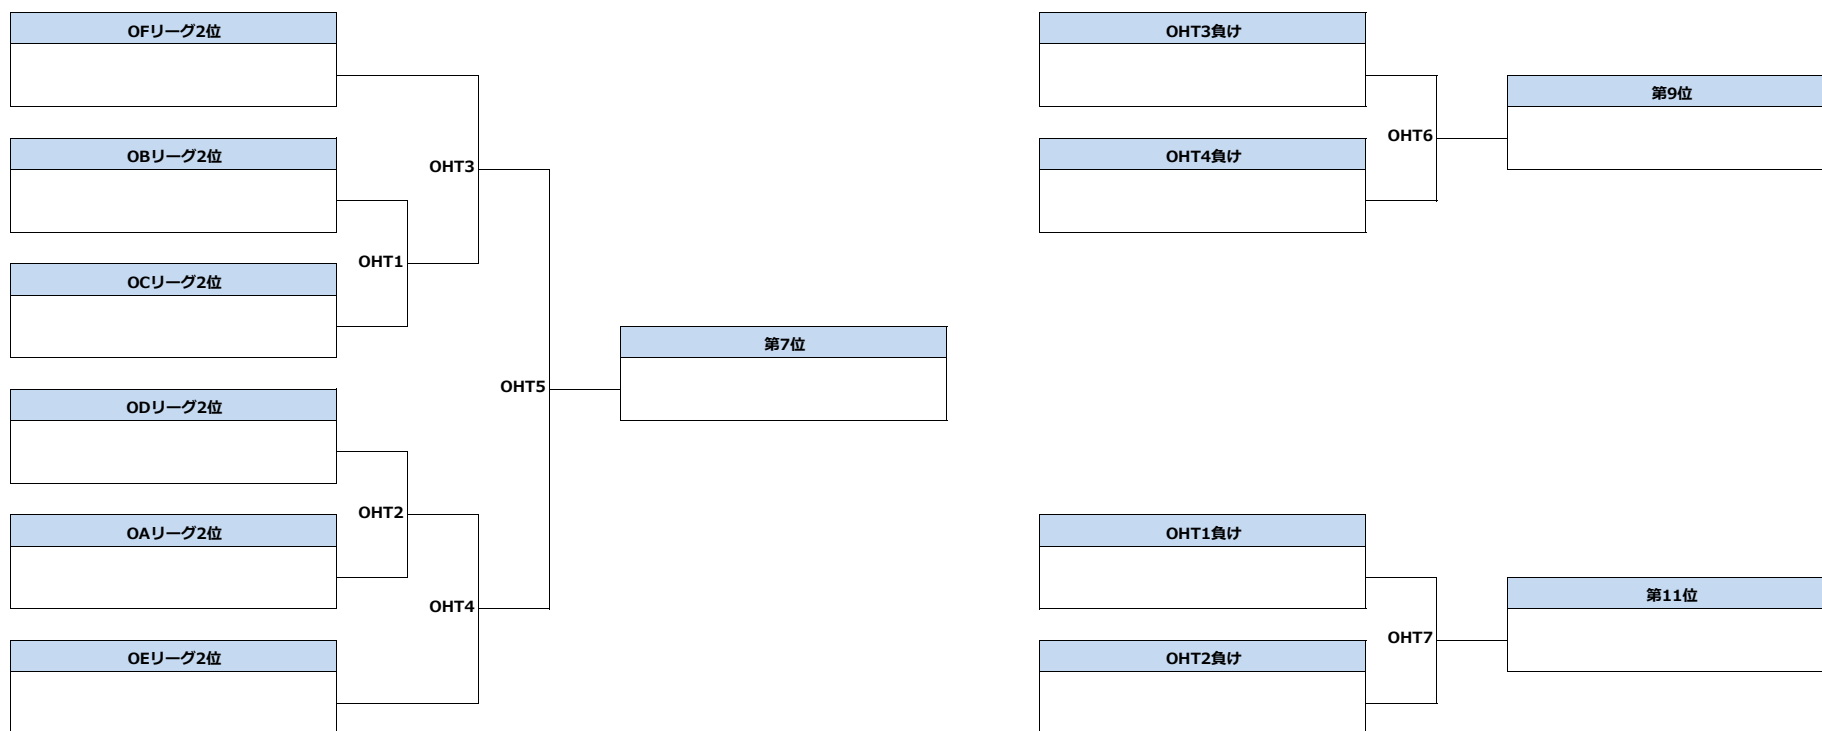 OFリーグ2位
OBリーグ2位
OHT3
OHT1
OCリーグ2位
第7位
OHT5
ODリーグ2位
OHT2
OAリーグ2位
OHT4
OEリーグ2位
OHT3負け
第9位
OHT6
OHT4負け
OHT1負け
第11位
OHT7
OHT2負け